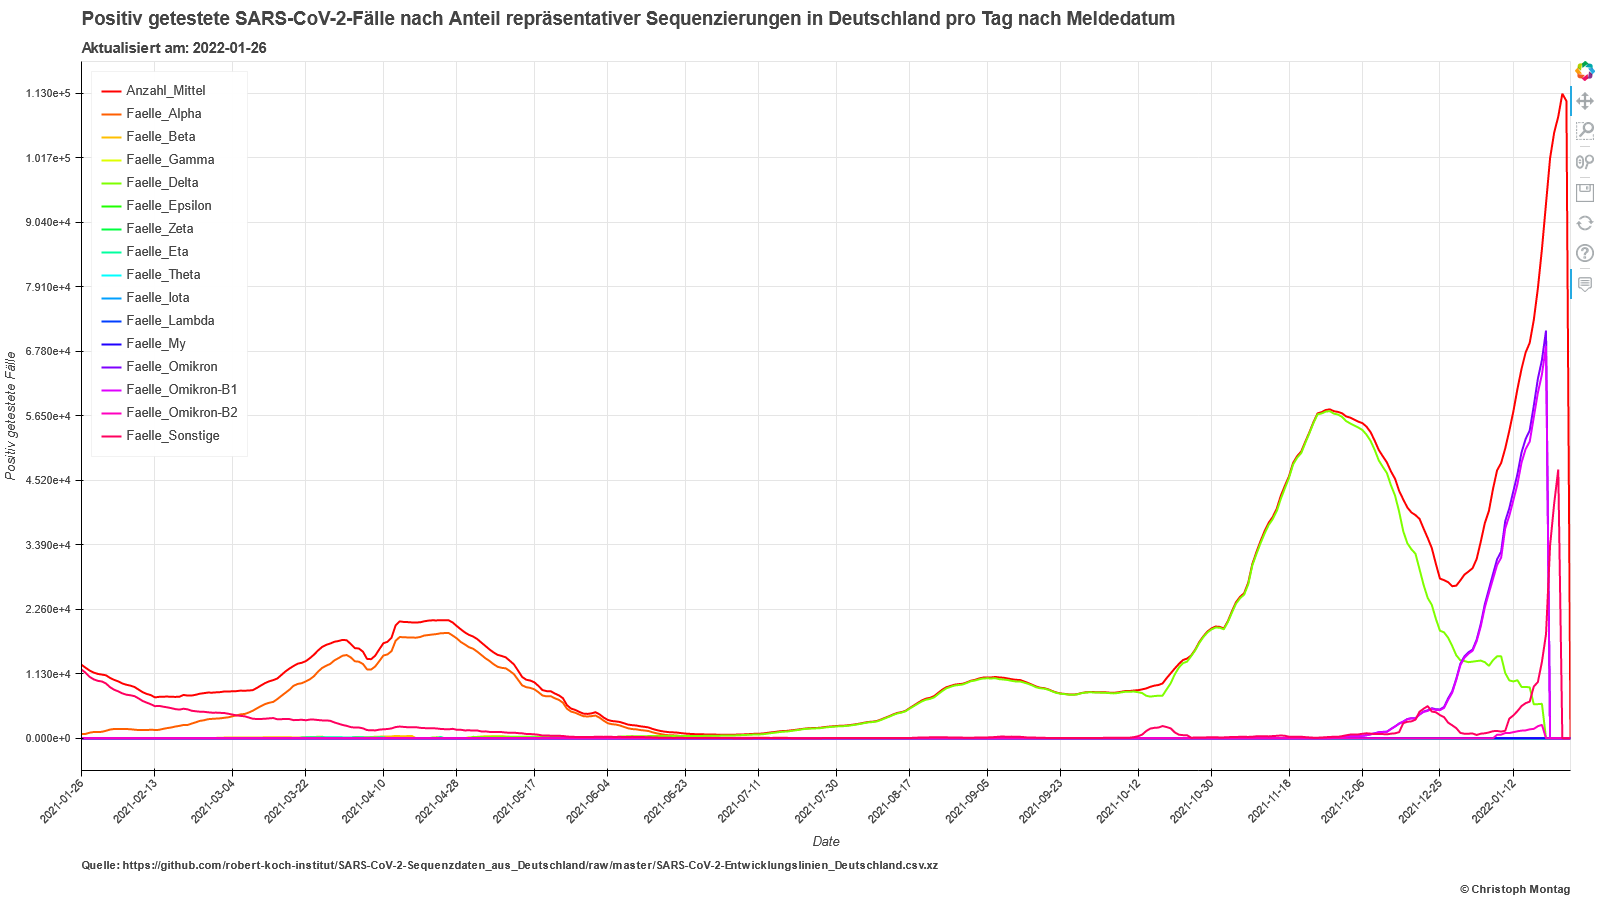 Positiv getestete SARS-CoV-2-Fälle nach Anteil repräsentativer Sequenzierungen in Deutschland pro Tag nach Meldedatum
Aktualisiert am: 2022-01-26
Anzahl_Mittel
Faelle_Alpha
Faelle_Beta
Faelle_Gamma
Faelle_Delta
Faelle_Epsilon
Faelle_Zeta
Faelle_Eta
Faelle_Theta
Faelle_Iota
Faelle_Lambda
Faelle_My
Faelle_Omikron
Faelle_Omikron-B1
Faelle_Omikron-B2
Faelle_Sonstige
Positiv getestete Fälle
1.130e+5
1.017e+5
9.040e+4
7.910e+4
6.780e+4
5.650e+4
4.520e+4
3.390e+4
2.260e+4
1.130e+4
0.000e+0
2021-01-26
2021-02-13
2021-03-04
2021-03-22
2021-04-10
2021-04-28
2021-05-17
2021-06-04
2021-06-23
2021-07-11
2021-07-30
2021-08-17
2021-09-05
2021-09-23
2021-10-12
2021-10-30
2021-11-18
2021-12-06
2021-12-25
2022-01-12
Date
Quelle: https://github.com/robert-koch-institut/SARS-CoV-2-Sequenzdaten_aus_Deutschland/raw/master/SARS-CoV-2-Entwicklungslinien_Deutschland.csv.xz
© Christoph Montag